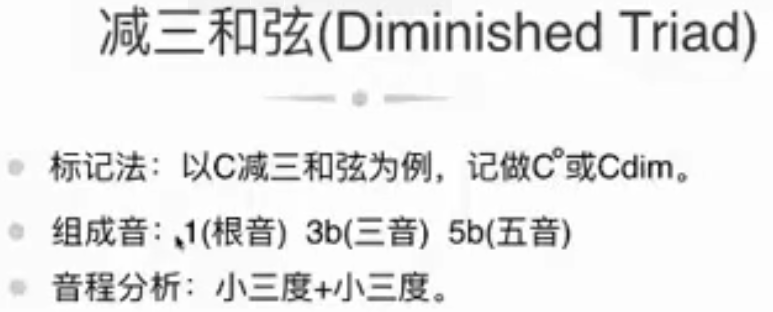 减三和弦(Diminished Triad)
标记法：以C减三和弦为例，记做C°或Cdim。
组成音：1(根音) 3b(三音) 5b(五音)
音程分析：小三度+小三度。